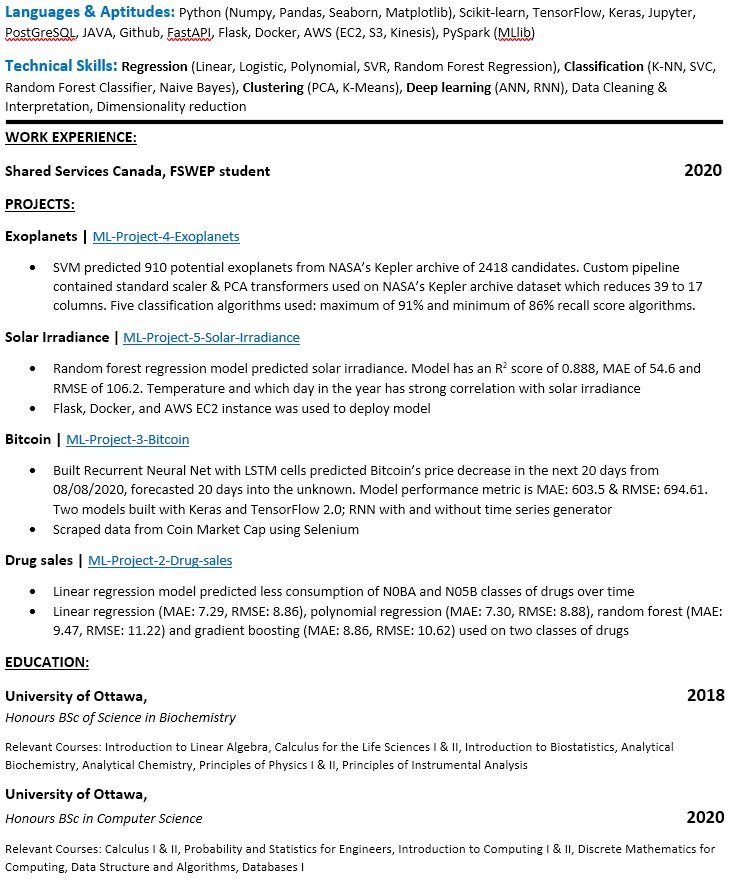 Languages & Aptitudes: Python (Numpy, Pandas, Seaborn, Matplotlib), Scikit-learn, TensorFlow, Keras, Jupyter,
PostGreSQL, JAVA, Github, FastAPI, Flask, Docker, AWS (EC2, S3, Kinesis), PySpark (MLlib)
Technical Skills: Regression (Linear, Logistic, Polynomial, SVR, Random Forest Regression), Classification (K-NN, SVC,
Random Forest Classifier, Naive Bayes), Clustering (PCA, K-Means), Deep learning (ANN, RNN), Data Cleaning &
Interpretation, Dimensionality reduction
WORK EXPERIENCE:
Shared Services Canada, FSWEP student 2020
PROJECTS:
Exoplanets | ML-Project-4-Exoplanets
• SVM predicted 910 potential exoplanets from NASA's Kepler archive of 2418 candidates. Custom pipeline
contained standard scaler & PCA transformers used on NASA's Kepler archive dataset which reduces 39 to 17
columns. Five classification algorithms used: maximum of 91% and minimum of 86% recall score algorithms.
Solar Irradiance | ML-Project-5-Solar-Irradiance
• Random forest regression model predicted solar irradiance. Model has an R² score of 0.888, MAE of 54.6 and
RMSE of 106.2. Temperature and which day in the year has strong correlation with solar irradiance
• Flask, Docker, and AWS EC2 instance was used to deploy model
Bitcoin | ML-Project-3-Bitcoin
• Built Recurrent Neural Net with LSTM cells predicted Bitcoin's price decrease in the next 20 days from
08/08/2020, forecasted 20 days into the unknown. Model performance metric is MAE: 603.5 & RMSE: 694.61.
Two models built with Keras and TensorFlow 2.0; RNN with and without time series generator
• Scraped data from Coin Market Cap using Selenium
Drug sales | ML-Project-2-Drug-sales
• Linear regression model predicted less consumption of N0BA and N05B classes of drugs over time
• Linear regression (MAE: 7.29, RMSE: 8.86), polynomial regression (MAE: 7.30, RMSE: 8.88), random forest (MAE:
9.47, RMSE: 11.22) and gradient boosting (MAE: 8.86, RMSE: 10.62) used on two classes of drugs
EDUCATION:
University of Ottawa, 2018
Honours BSc of Science in Biochemistry
Relevant Courses: Introduction to Linear Algebra, Calculus for the Life Sciences I & II, Introduction to Biostatistics, Analytical
Biochemistry, Analytical Chemistry, Principles of Physics I & II, Principles of Instrumental Analysis
University of Ottawa,
Honours BSc in Computer Science 2020
Relevant Courses: Calculus I & II, Probability and Statistics for Engineers, Introduction to Computing I & II, Discrete Mathematics for
Computing, Data Structure and Algorithms, Databases I